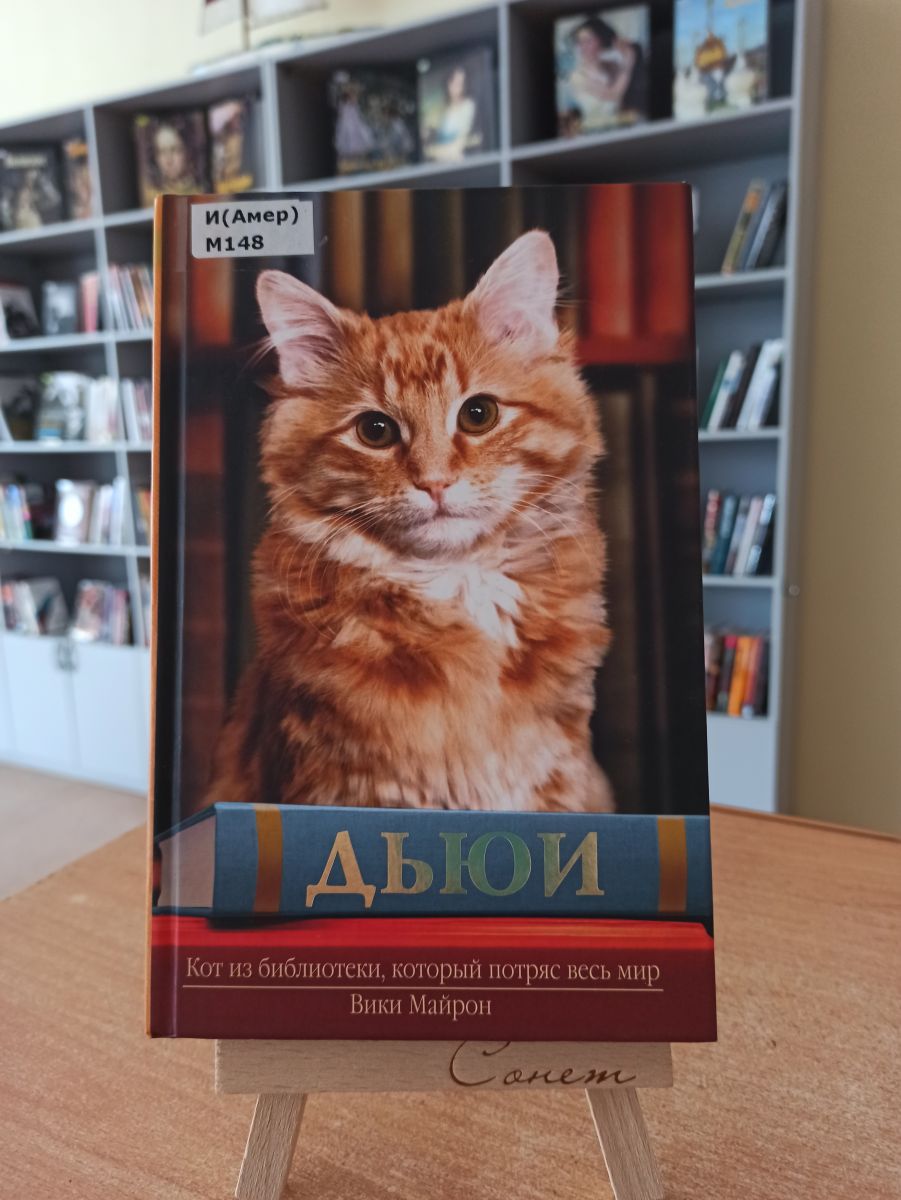 И(Амер)
М148
ДЬЮИ
Кот из библиотеки, который потряс весь мир
Вики Майрон
Сонет